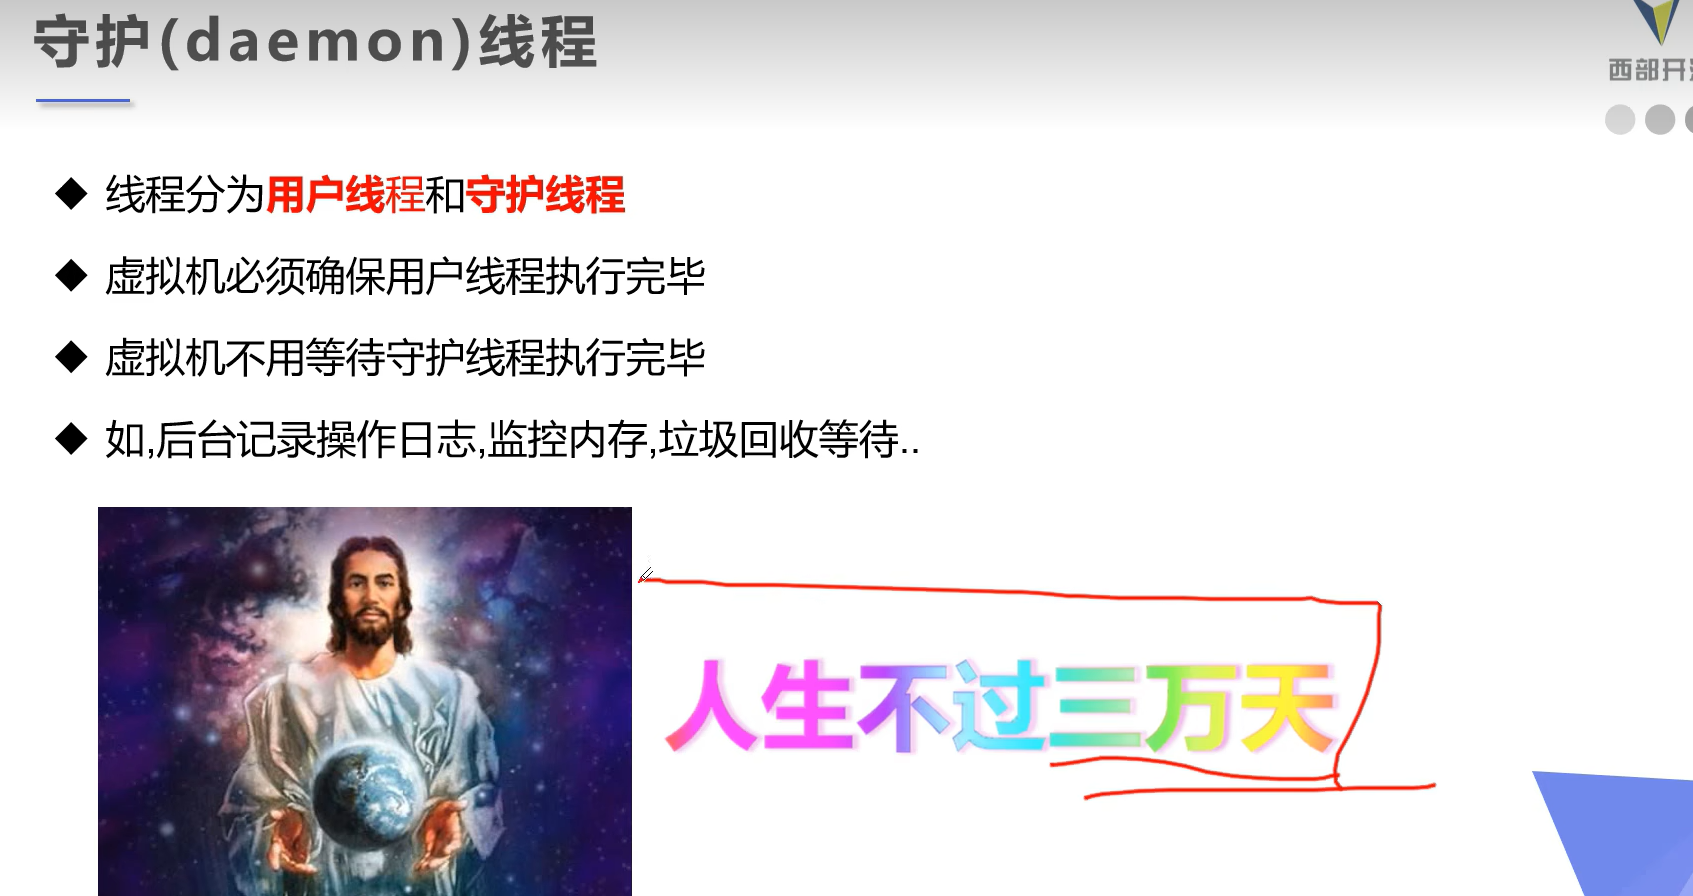 守护(daemon)线程
西部开
◆ 线程分为用户线程和守护线程
◆ 虚拟机必须确保用户线程执行完毕
◆ 虚拟机不用等待守护线程执行完毕
◆ 如,后台记录操作日志,监控内存,垃圾回收等待..
人生不过三万天